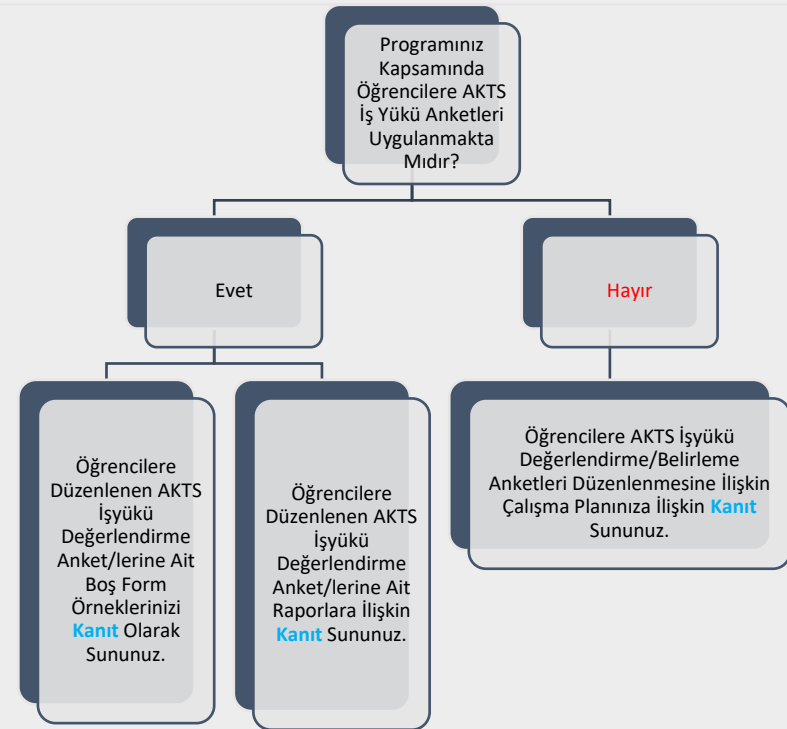 Programınız
Kapsamında
Öğrencilere AKTS
İş Yükü Anketleri
Uygulanmakta
Mıdır?
Evet
Hayır
Öğrencilere
Düzenlenen AKTS
İşyükü
Değerlendirme
Anket/lerine Ait
Boş Form
Örneklerinizi
Kanıt Olarak
Sununuz.
Öğrencilere
Düzenlenen AKTS
İşyükü
Değerlendirme
Anket/lerine Ait
Raporlara İlişkin
Kanıt Sununuz.
Öğrencilere AKTS İşyükü
Değerlendirme/Belirleme
Anketleri Düzenlenmesine İlişkin
Çalışma Planınıza İlişkin Kanıt
Sununuz.